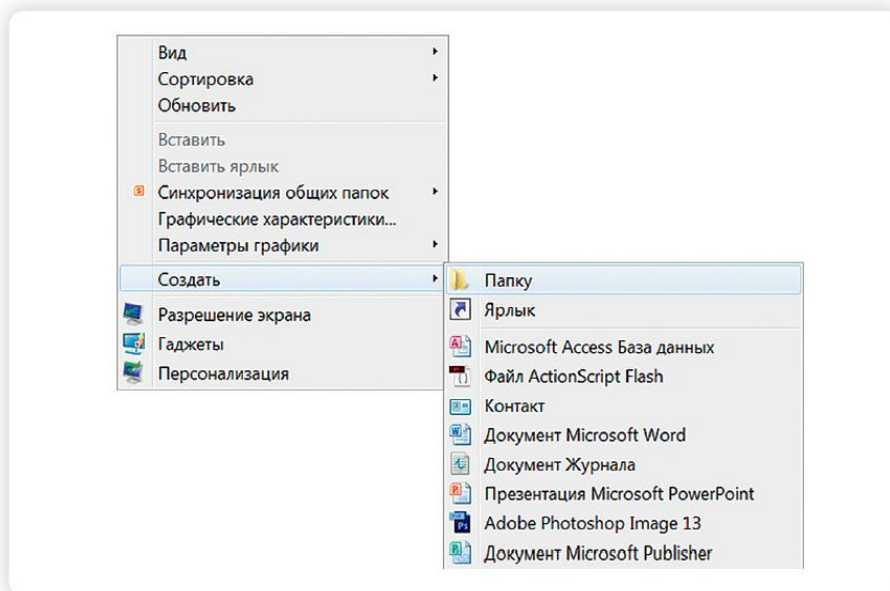 Вид
Сортировка
Обновить
Вставить
Вставить ярлык
Синхронизация общих папок
Графические характеристики...
Параметры графики
Создать
Разрешение экрана
Гаджеты
Персонализация
Папку
Ярлык
Microsoft Access База данных
Файл ActionScript Flash
Контакт
Документ Microsoft Word
Документ Журнала
Презентация Microsoft PowerPoint
Adobe Photoshop Image 13
Документ Microsoft Publisher